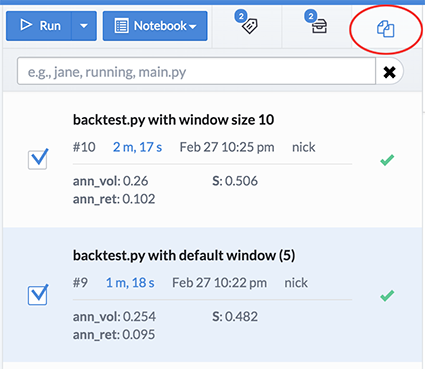 Run Notebook 2 2
e.g., jane, running, main.py
backtest.py with window size 10
#10 2 m, 17 s Feb 27 10:25 pm nick
ann_vol: 0.26 S: 0.506
ann_ret: 0.102
backtest.py with default window (5)
#9 1 m, 18 s Feb 27 10:22 pm nick
ann_vol: 0.254 S: 0.482
ann_ret: 0.095